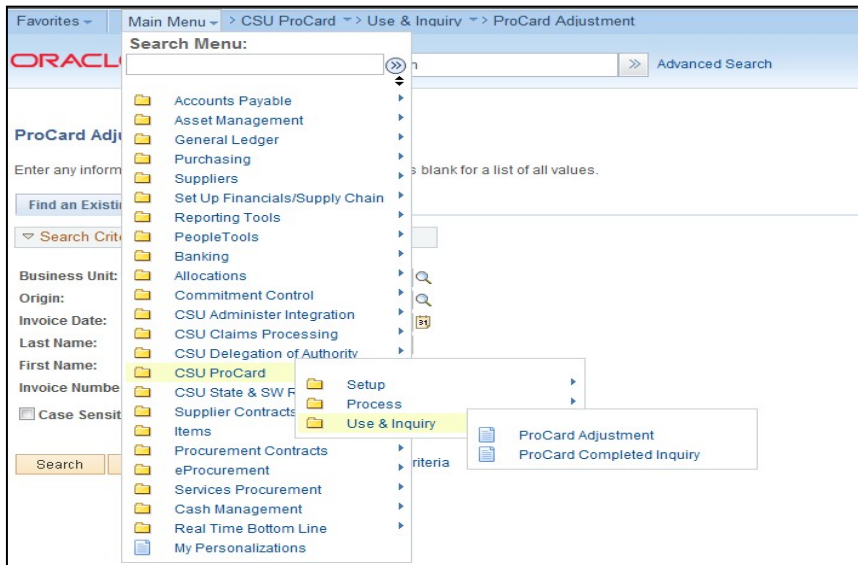 Favorites Main Menu > CSU ProCard > Use & Inquiry > ProCard Adjustment
Search Menu:
ORACL
Advanced Search
Accounts Payable
Asset Management
General Ledger
ProCard Adj
Purchasing
Enter any inform s blank for a list of all values.
Suppliers
Set Up Financials/Supply Chain
Find an Existi
Reporting Tools
PeopleTools
Search Crite
Banking
Business Unit:
Allocations
Origin:
Commitment Control
Invoice Date:
31
CSU Administer Integration
CSU Claims Processing
Last Name:
CSU Delegation of Authority
First Name:
CSU ProCard
Invoice Numbe
CSU State & SW R
Case Sensit
Supplier Contracts
Items
Setup
Process
Use & Inquiry
ProCard Adjustment
ProCard Completed Inquiry
Procurement Contracts
Search
riteria
eProcurement
Services Procurement
Cash Management
Real Time Bottom Line
My Personalizations